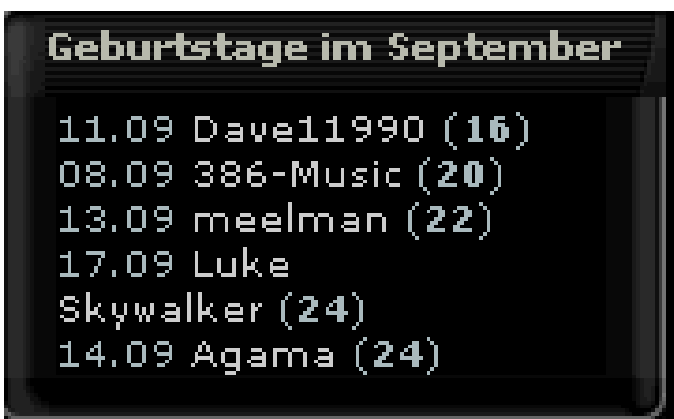 Geburtstage im September
11.09 Dave11990 (16)
08.09 386-Music (20)
13.09 meelman (22)
17.09 Luke
Skywalker (24)
14.09 Agama (24)